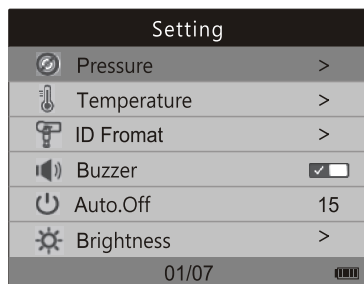 Setting
Pressure >
Temperature >
ID Fromat >
Buzzer
Auto.Off 15
Brightness >
01/07